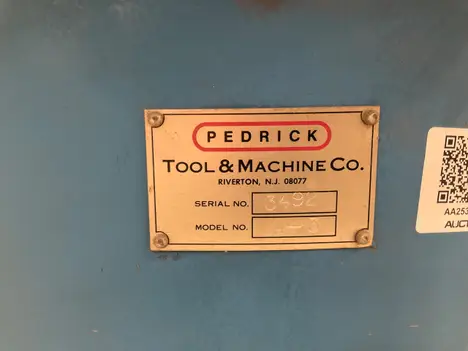 PEDRICK
TOOL & MACHINE CO.
RIVERTON, N.J. 08077
SERIAL NO. 3492
MODEL NO.